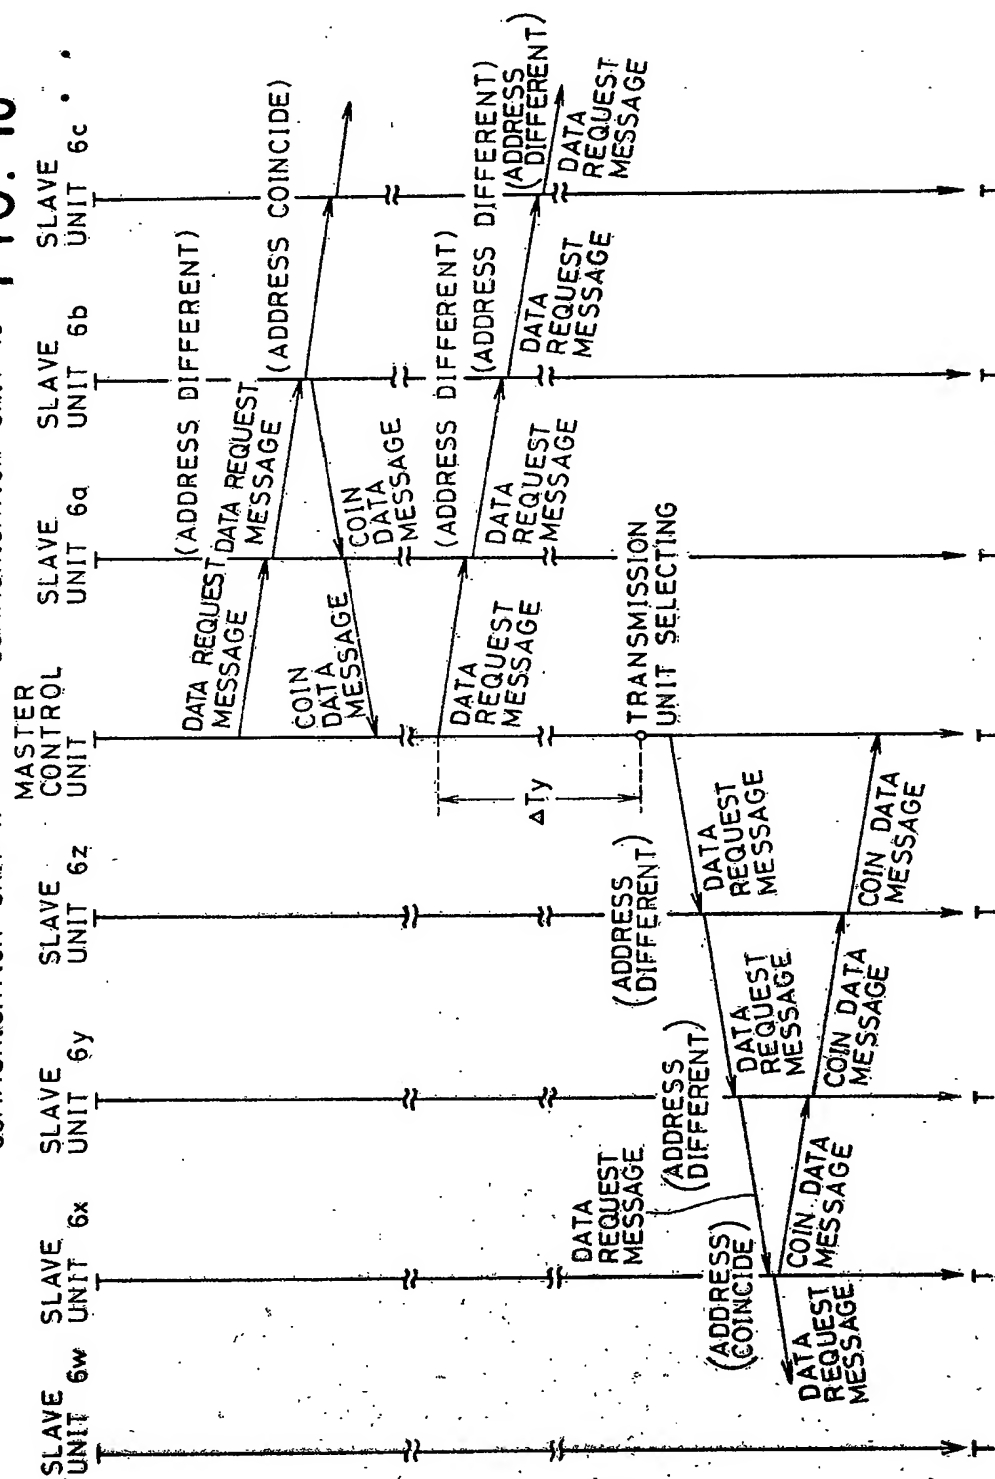 SLAVE UNIT 6w
SLAVE UNIT 6x
SLAVE UNIT 6y
SLAVE UNIT 6z
MASTER CONTROL UNIT
SLAVE UNIT 6a
SLAVE UNIT 6b
SLAVE UNIT 6c
DATA REQUEST MESSAGE
(ADDRESS DIFFERENT)
DATA REQUEST MESSAGE
(ADDRESS COINCIDE)
COIN DATA MESSAGE
COIN DATA MESSAGE
DATA REQUEST MESSAGE
(ADDRESS DIFFERENT)
DATA REQUEST MESSAGE
(ADDRESS DIFFERENT)
DATA REQUEST MESSAGE
(ADDRESS DIFFERENT)
DATA REQUEST MESSAGE
ΔTy
TRANSMISSION
UNIT SELECTING
DATA REQUEST MESSAGE
(ADDRESS DIFFERENT)
DATA REQUEST MESSAGE
(ADDRESS DIFFERENT)
DATA REQUEST MESSAGE
(ADDRESS COINCIDE)
DATA REQUEST MESSAGE
COIN DATA MESSAGE
COIN DATA MESSAGE
COIN DATA MESSAGE
T
T
T
T
T
T
T
T